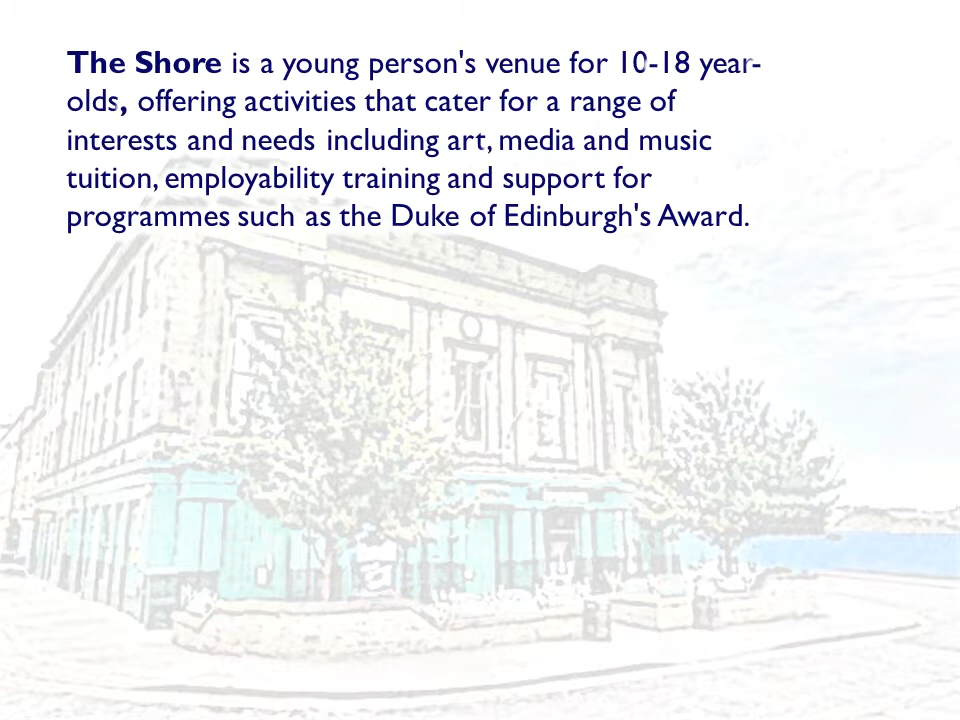 The Shore is a young person's venue for 10-18 year-
olds, offering activities that cater for a range of
interests and needs including art, media and music
tuition, employability training and support for
programmes such as the Duke of Edinburgh's Award.